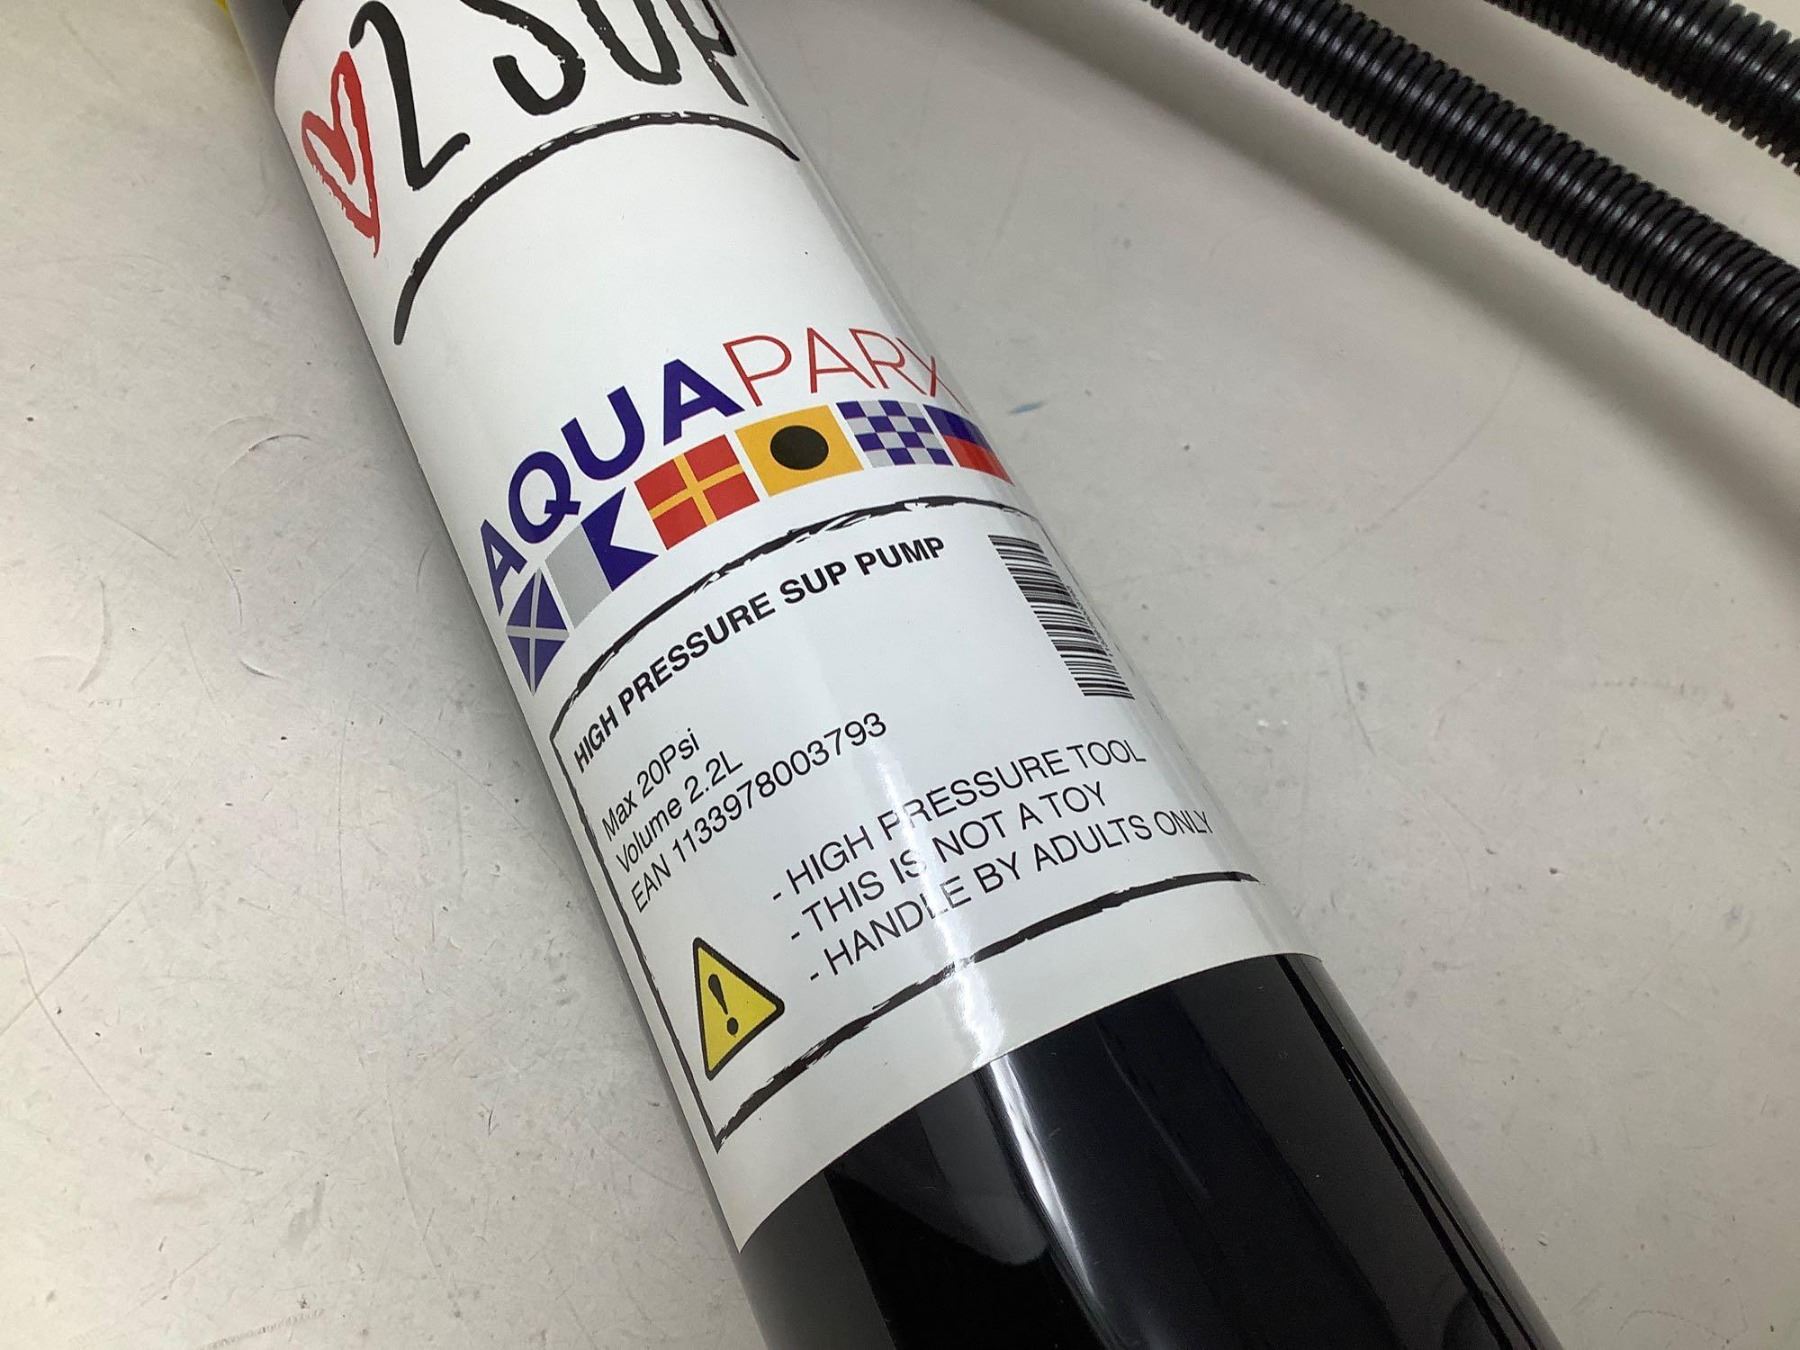 2 SUP
AQUAPARX
HIGH PRESSURE SUP PUMP
Max 20Psi
Volume 2.2L
EAN 1133978003793
- HIGH PRESSURE TOOL
- THIS IS NOT A TOY
- HANDLE BY ADULTS ONLY
!